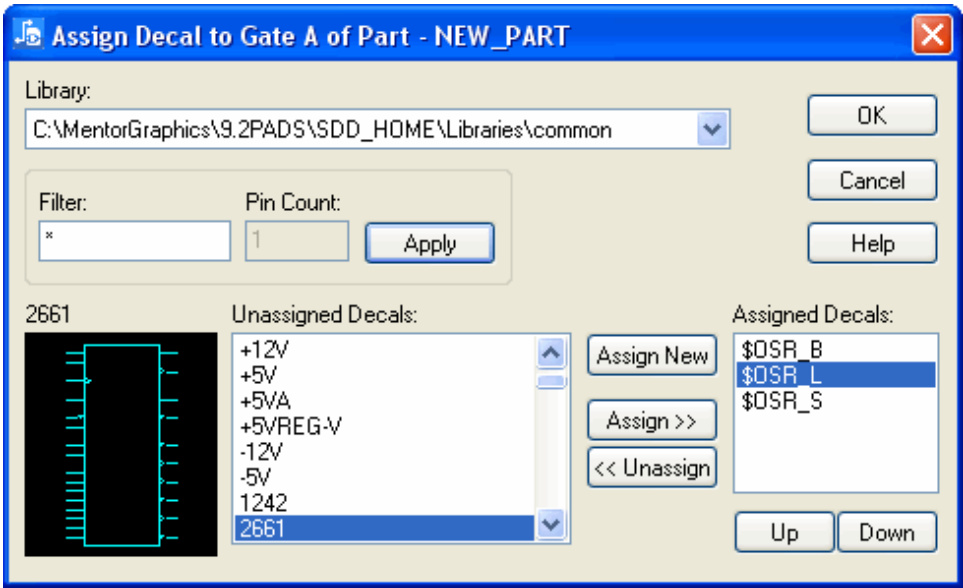 Assign Decal to Gate A of Part - NEW_PART
Library:
C:\MentorGraphics\9.2PADS\SDD_HOME\Libraries\common
OK
Cancel
Help
Filter:
Pin Count:
*
1
Apply
2661
Unassigned Decals:
+12V
+5V
+5VA
+5VREG-V
-12V
-5V
1242
2661
Assign New
Assign >>
<< Unassign
Assigned Decals:
$OSR_B
$OSR_L
$OSR_S
Up
Down